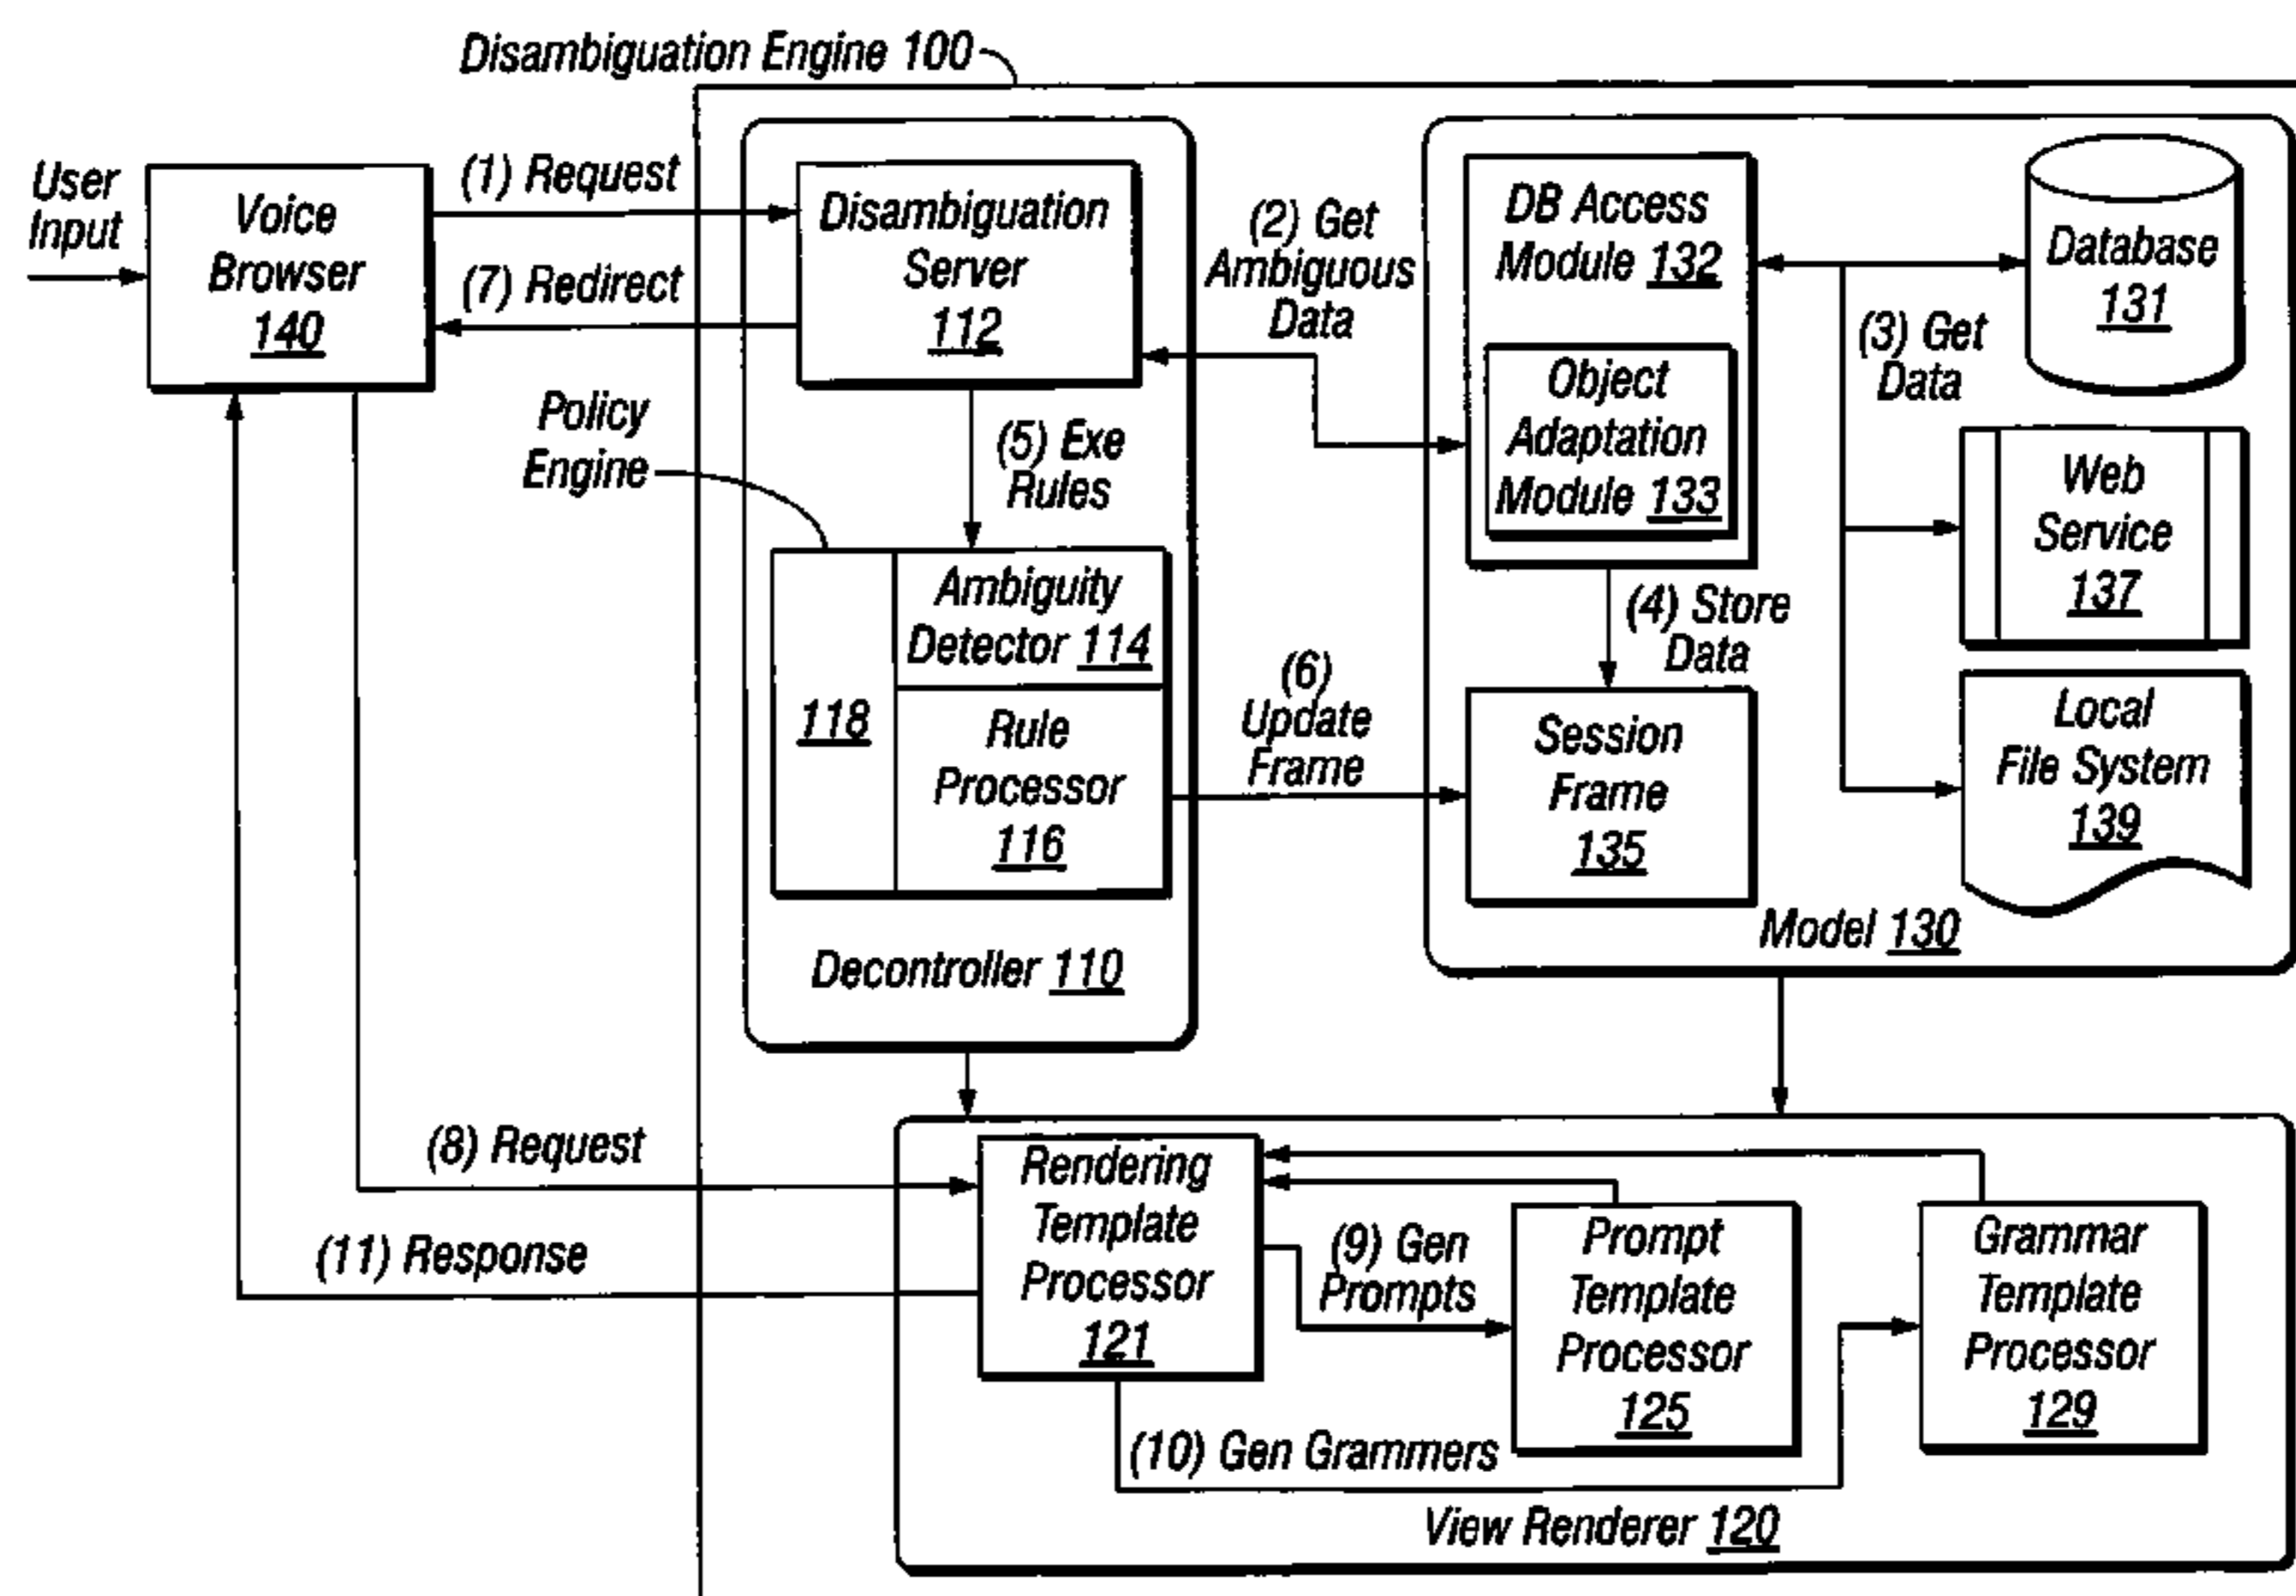 Disambiguation Engine 100
User
Input
Voice
Browser
140
(1) Request
(7) Redirect
Disambiguation
Server
112
Policy
Engine
(5) Exe
Rules
118
Ambiguity
Detector 114
Rule
Processor
116
Decontroller 110
(2) Get
Ambiguous
Data
(6)
Update
Frame
DB Access
Module 132
Object
Adaptation
Module 133
(4) Store
Data
Session
Frame
135
Database
131
(3) Get
Data
Web
Service
137
Local
File System
139
Model 130
(8) Request
(11) Response
Rendering
Template
Processor
121
(9) Gen
Prompts
Prompt
Template
Processor
125
Grammar
Template
Processor
129
(10) Gen Grammers
View Renderer 120